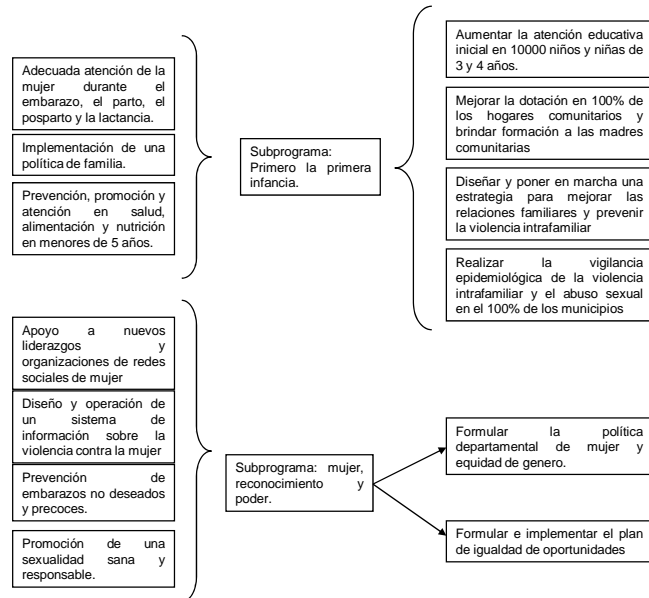 Adecuada atención de la
mujer durante el
embarazo, el parto, el
posparto y la lactancia.
Implementación de una
política de familia.
Prevención, promoción y
atención en salud,
alimentación y nutrición
en menores de 5 años.
Subprograma:
Primero la primera
infancia.
Aumentar la atención educativa
inicial en 10000 niños y niñas de
3 y 4 años.
Mejorar la dotación en 100% de
los hogares comunitarios y
brindar formación a las madres
comunitarias
Diseñar y poner en marcha una
estrategia para mejorar las
relaciones familiares y prevenir
la violencia intrafamiliar
Realizar la vigilancia
epidemiológica de la violencia
intrafamiliar y el abuso sexual
en el 100% de los municipios
Apoyo a nuevos
liderazgos y
organizaciones de redes
sociales de mujer
Diseño y operación de
un sistema de
información sobre la
violencia contra la mujer
Prevención de
embarazos no deseados
y precoces.
Promoción de una
sexualidad sana y
responsable.
Subprograma: mujer,
reconocimiento y
poder.
Formular la política
departamental de mujer y
equidad de genero.
Formular e implementar el plan
de igualdad de oportunidades